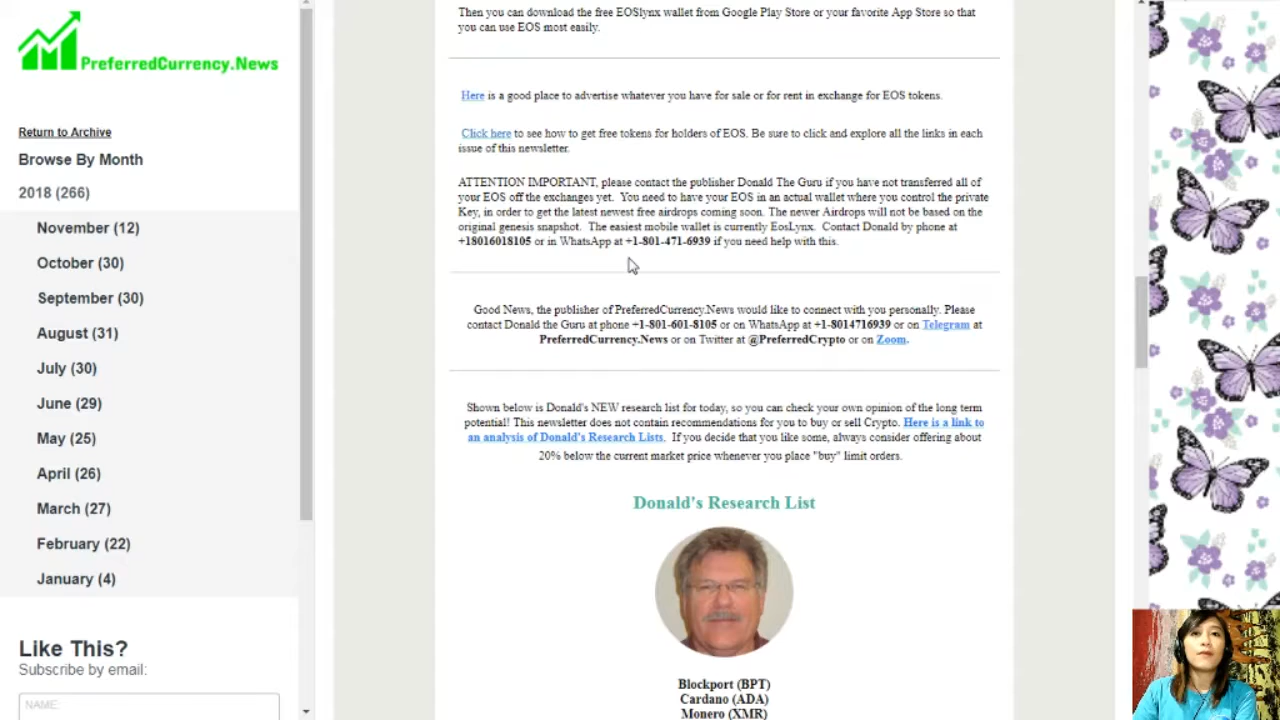 PreferredCurrency.News
Return to Archive
Browse By Month
2018 (266)
November (12)
October (30)
September (30)
August (31)
July (30)
June (29)
May (25)
April (26)
March (27)
February (22)
January (4)
Like This?
Subscribe by email:
NAME:
Then you can download the free EOSlynx wallet from Google Play Store or your favorite App Store so that
you can use EOS most easily.
Here is a good place to advertise whatever you have for sale or for rent in exchange for EOS tokens.
Click here to see how to get free tokens for holders of EOS. Be sure to click and explore all the links in each
issue of this newsletter.
ATTENTION IMPORTANT, please contact the publisher Donald The Guru if you have not transferred all of
your EOS off the exchanges yet. You need to have your EOS in an actual wallet where you control the private
Key, in order to get the latest newest free airdrops coming soon. The newer Airdrops will not be based on the
original genesis snapshot. The easiest mobile wallet is currently EosLynx. Contact Donald by phone at
+18016018105 or in WhatsApp at +1-801-471-6939 if you need help with this.
Good News, the publisher of PreferredCurrency.News would like to connect with you personally. Please
contact Donald the Guru at phone +1-801-601-8105 or on WhatsApp at +1-8014716939 or on Telegram at
PreferredCurrency.News or on Twitter at @PreferredCrypto or on Zoom.
Shown below is Donald's NEW research list for today, so you can check your own opinion of the long term
potential! This newsletter does not contain recommendations for you to buy or sell Crypto. Here is a link to
an analysis of Donald's Research Lists. If you decide that you like some, always consider offering about
20% below the current market price whenever you place "buy" limit orders.
Donald's Research List
Blockport (BPT)
Cardano (ADA)
Monero (XMR)